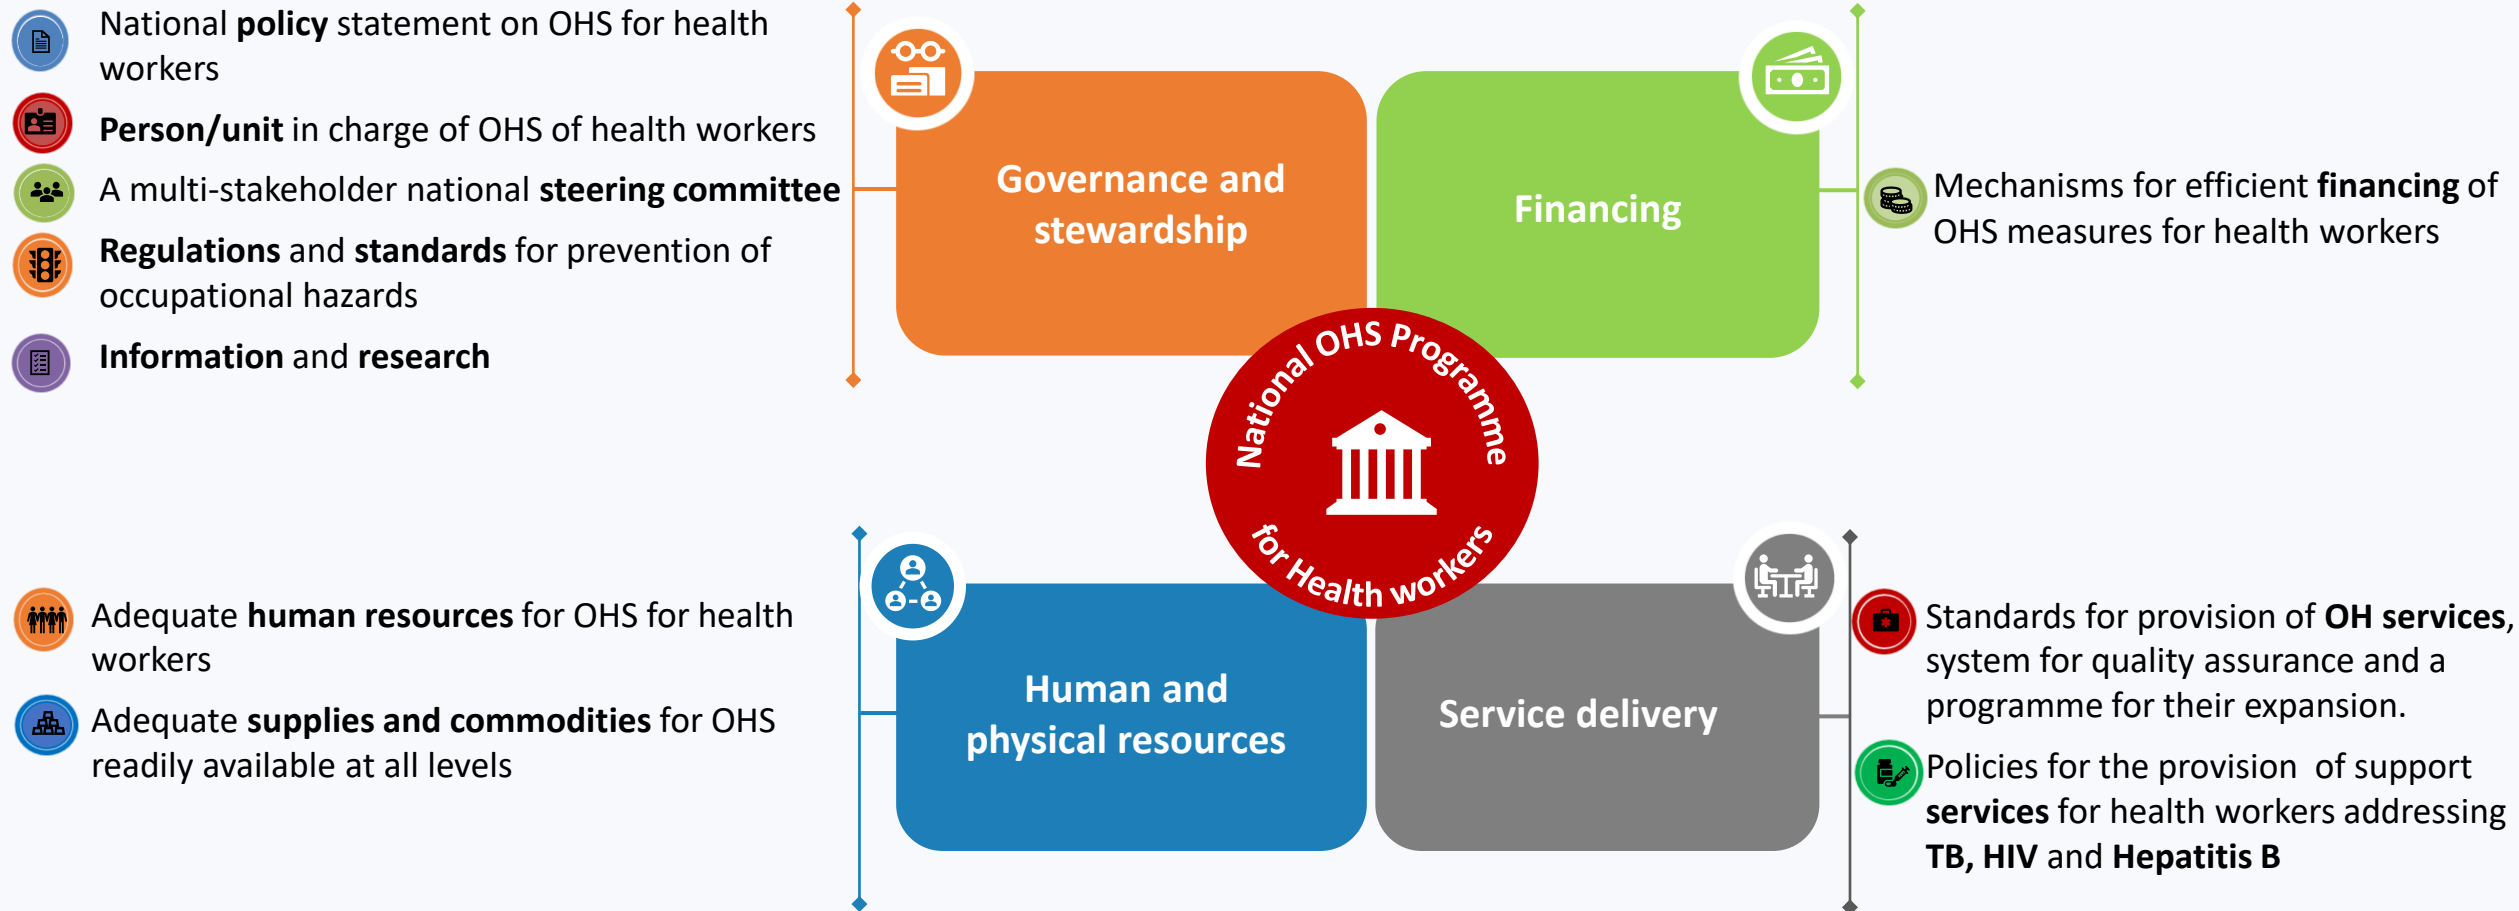 National policy statement on OHS for health
workers
Person/unit in charge of OHS of health workers
A multi-stakeholder national steering committee
Regulations and standards for prevention of
occupational hazards
Information and research
Governance and
stewardship
Financing
Mechanisms for efficient financing of
OHS measures for health workers
National OHS Programme
for Health workers
Adequate human resources for OHS for health
workers
Adequate supplies and commodities for OHS
readily available at all levels
Human and
physical resources
Service delivery
Standards for provision of OH services,
system for quality assurance and a
programme for their expansion.
Policies for the provision  of support
services for health workers addressing
TB, HIV and Hepatitis B